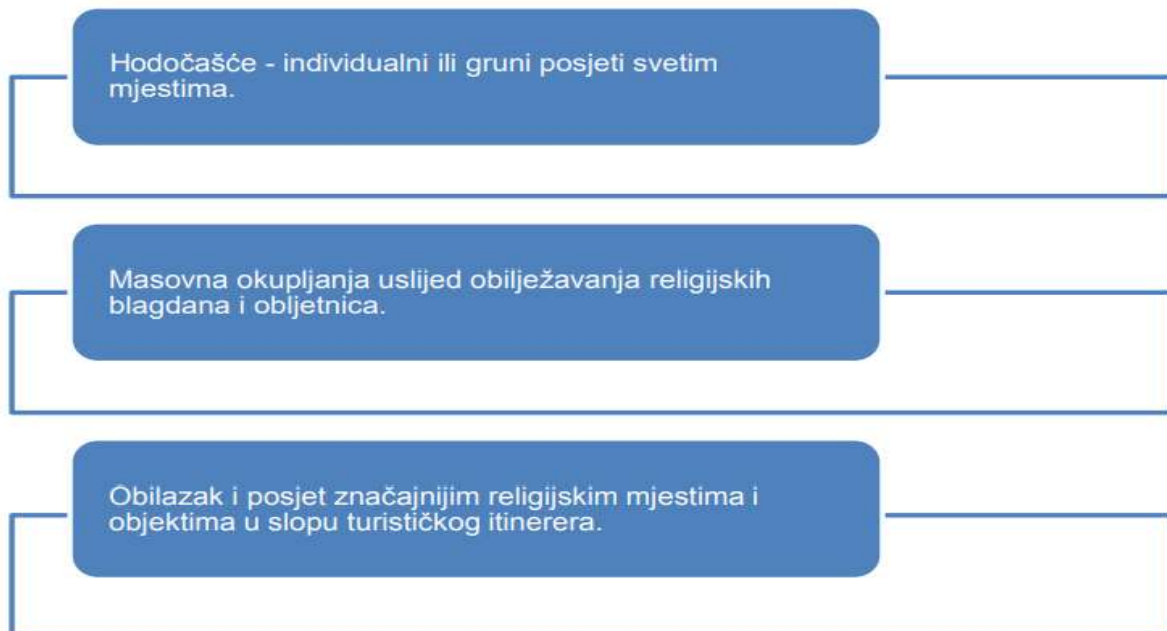 Hodočašće - individualni ili gruni posjeti svetim
mjestima.
Masovna okupljanja uslijed obilježavanja religijskih
blagdana i obljetnica.
Obilazak i posjet značajnijim religijskim mjestima i
objektima u slopu turističkog itinerera.